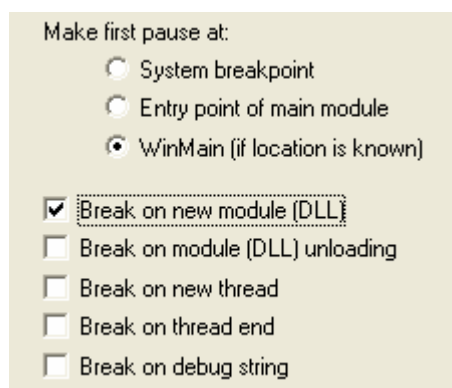 Make first pause at:
System breakpoint
Entry point of main module
WinMain (if location is known)
Break on new module (DLL)
Break on module (DLL) unloading
Break on new thread
Break on thread end
Break on debug string